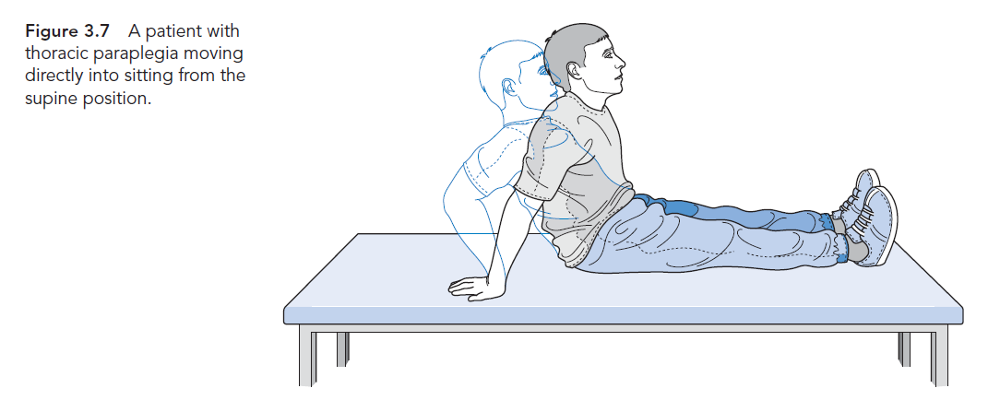 Figure 3.7 A patient with
thoracic paraplegia moving
directly into sitting from the
supine position.